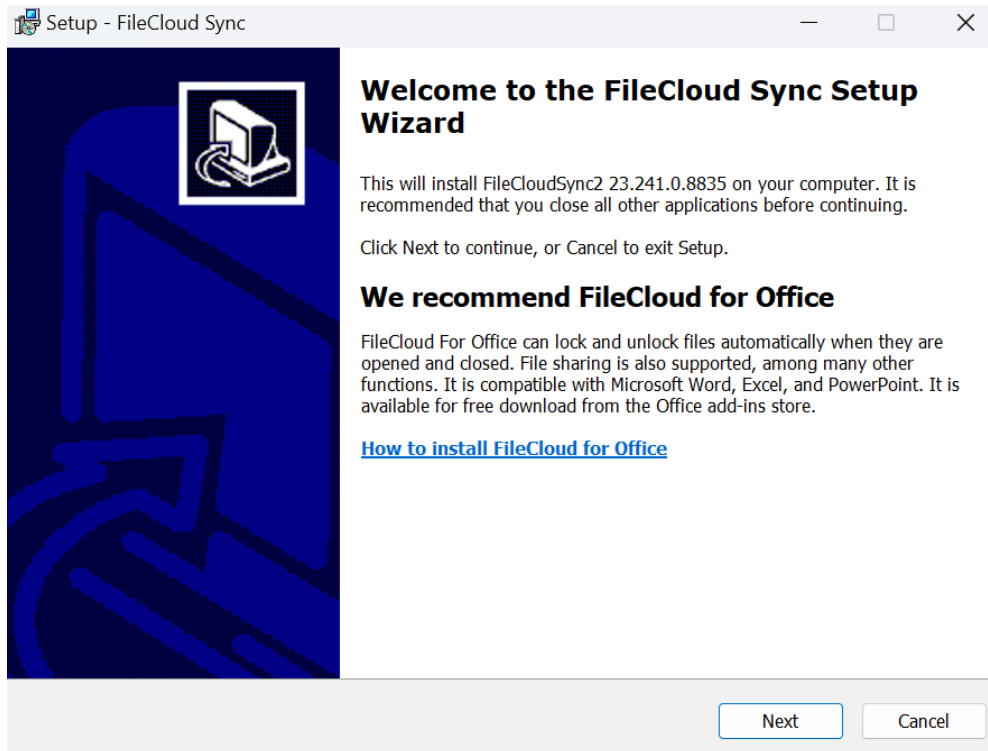 Setup - FileCloud Sync
Welcome to the FileCloud Sync Setup
Wizard
This will install FileCloudSync2 23.241.0.8835 on your computer. It is
recommended that you close all other applications before continuing.
Click Next to continue, or Cancel to exit Setup.
We recommend FileCloud for Office
FileCloud For Office can lock and unlock files automatically when they are
opened and closed. File sharing is also supported, among many other
functions. It is compatible with Microsoft Word, Excel, and PowerPoint. It is
available for free download from the Office add-ins store.
How to install FileCloud for Office
Next
Cancel